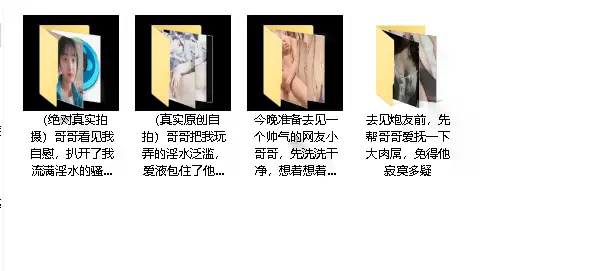 (绝对真实拍
摄) 哥哥看见我
自慰，扒开了我
流满淫水的骚...
(真实原创自
拍) 哥哥把我玩
弄的淫水泛滥，
爱液包住了他...
今晚准备去见一
个帅气的网友小
哥哥，先洗洗干
净，想着想着...
去见炮友前，先
帮哥哥爱抚一下
大肉屌，免得他
寂寞多疑